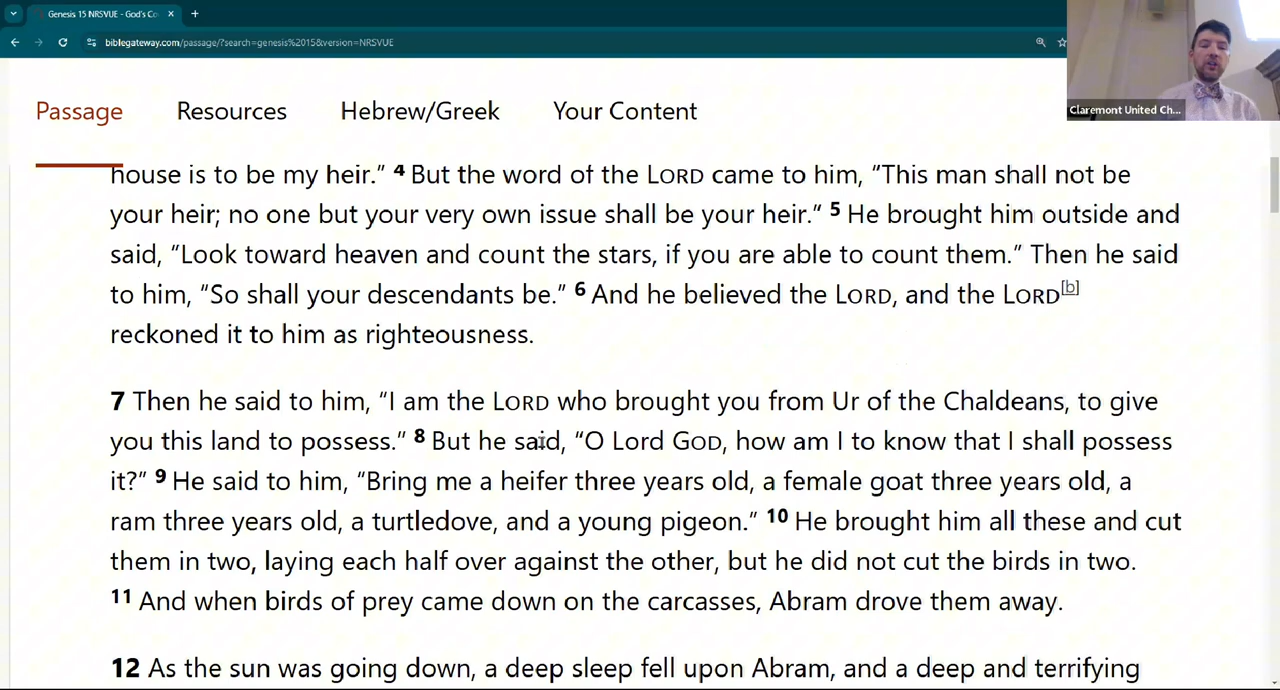 Genesis 15 NRSVUE - God's Co
biblegateway.com/passage/?search=genesis%2015&version=NRSVUE
Claremont United Ch...
Passage Resources Hebrew/Greek Your Content
house is to be my heir.” 4 But the word of the LORD came to him, “This man shall not be
your heir; no one but your very own issue shall be your heir.” 5 He brought him outside and
said, “Look toward heaven and count the stars, if you are able to count them.” Then he said
to him, “So shall your descendants be.” 6 And he believed the LORD, and the LORD[b]
reckoned it to him as righteousness.
7 Then he said to him, “I am the LORD who brought you from Ur of the Chaldeans, to give
you this land to possess.” 8 But he said, “O Lord GOD, how am I to know that I shall possess
it?” 9 He said to him, “Bring me a heifer three years old, a female goat three years old, a
ram three years old, a turtledove, and a young pigeon.” 10 He brought him all these and cut
them in two, laying each half over against the other, but he did not cut the birds in two.
11 And when birds of prey came down on the carcasses, Abram drove them away.
12 As the sun was going down, a deep sleep fell upon Abram, and a deep and terrifying